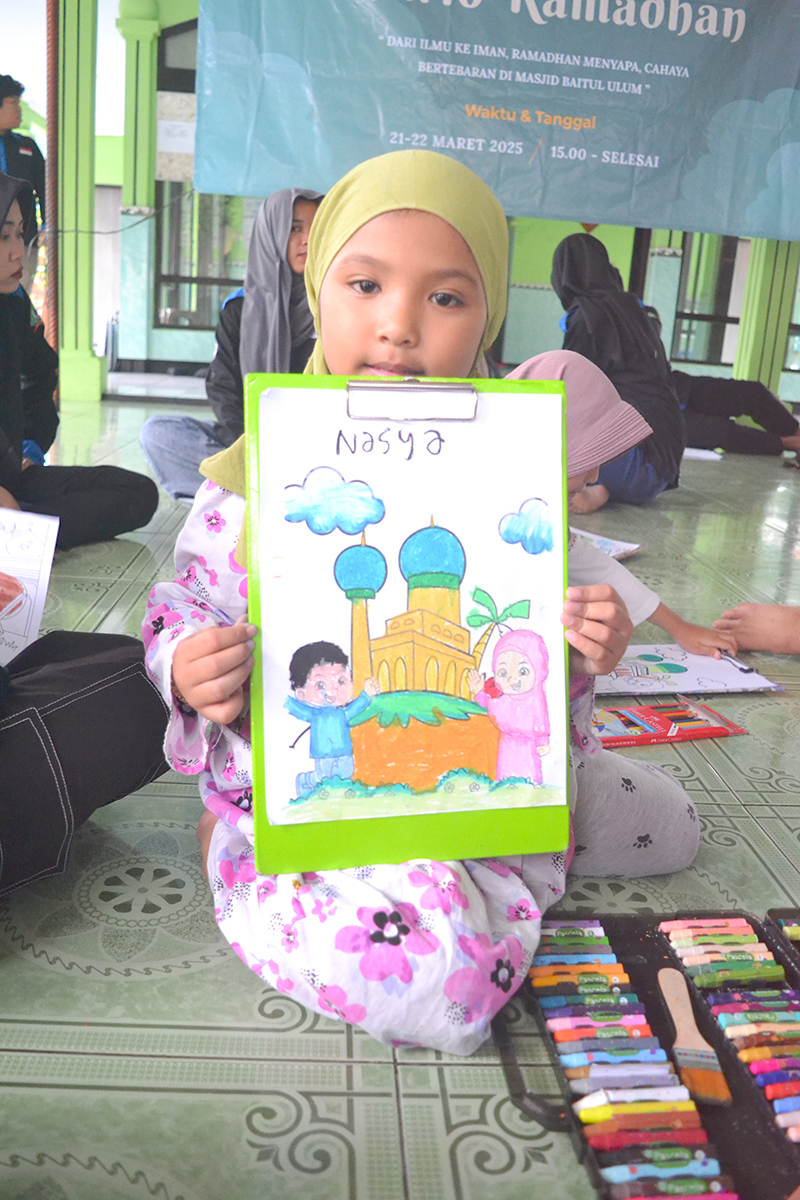 Ramadhan
" DARI ILMU KE IMAN, RAMADHAN MENYAPA, CAHAYA
BERTEBARAN DI MASJID BAITUL ULUM "
Waktu & Tanggal
21-22 MARET 2025 / 15.00 - SELESAI
Nasya